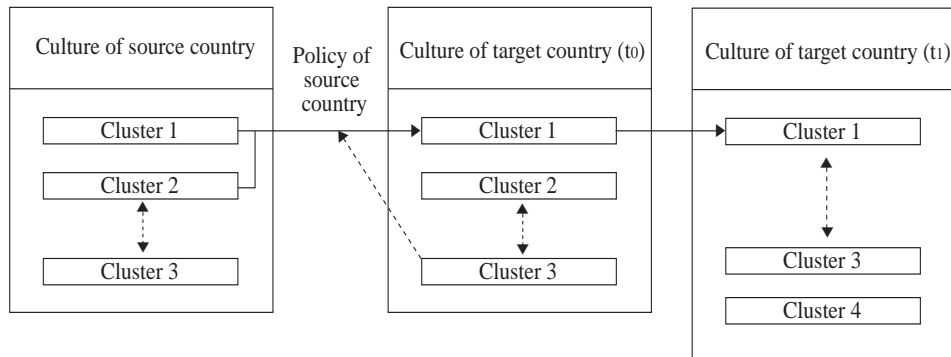 Culture of source country
Policy of
source
country
Culture of target country (t0)
Culture of target country (t1)
Cluster 1
Cluster 2
Cluster 3
Cluster 1
Cluster 2
Cluster 3
Cluster 1
Cluster 3
Cluster 4